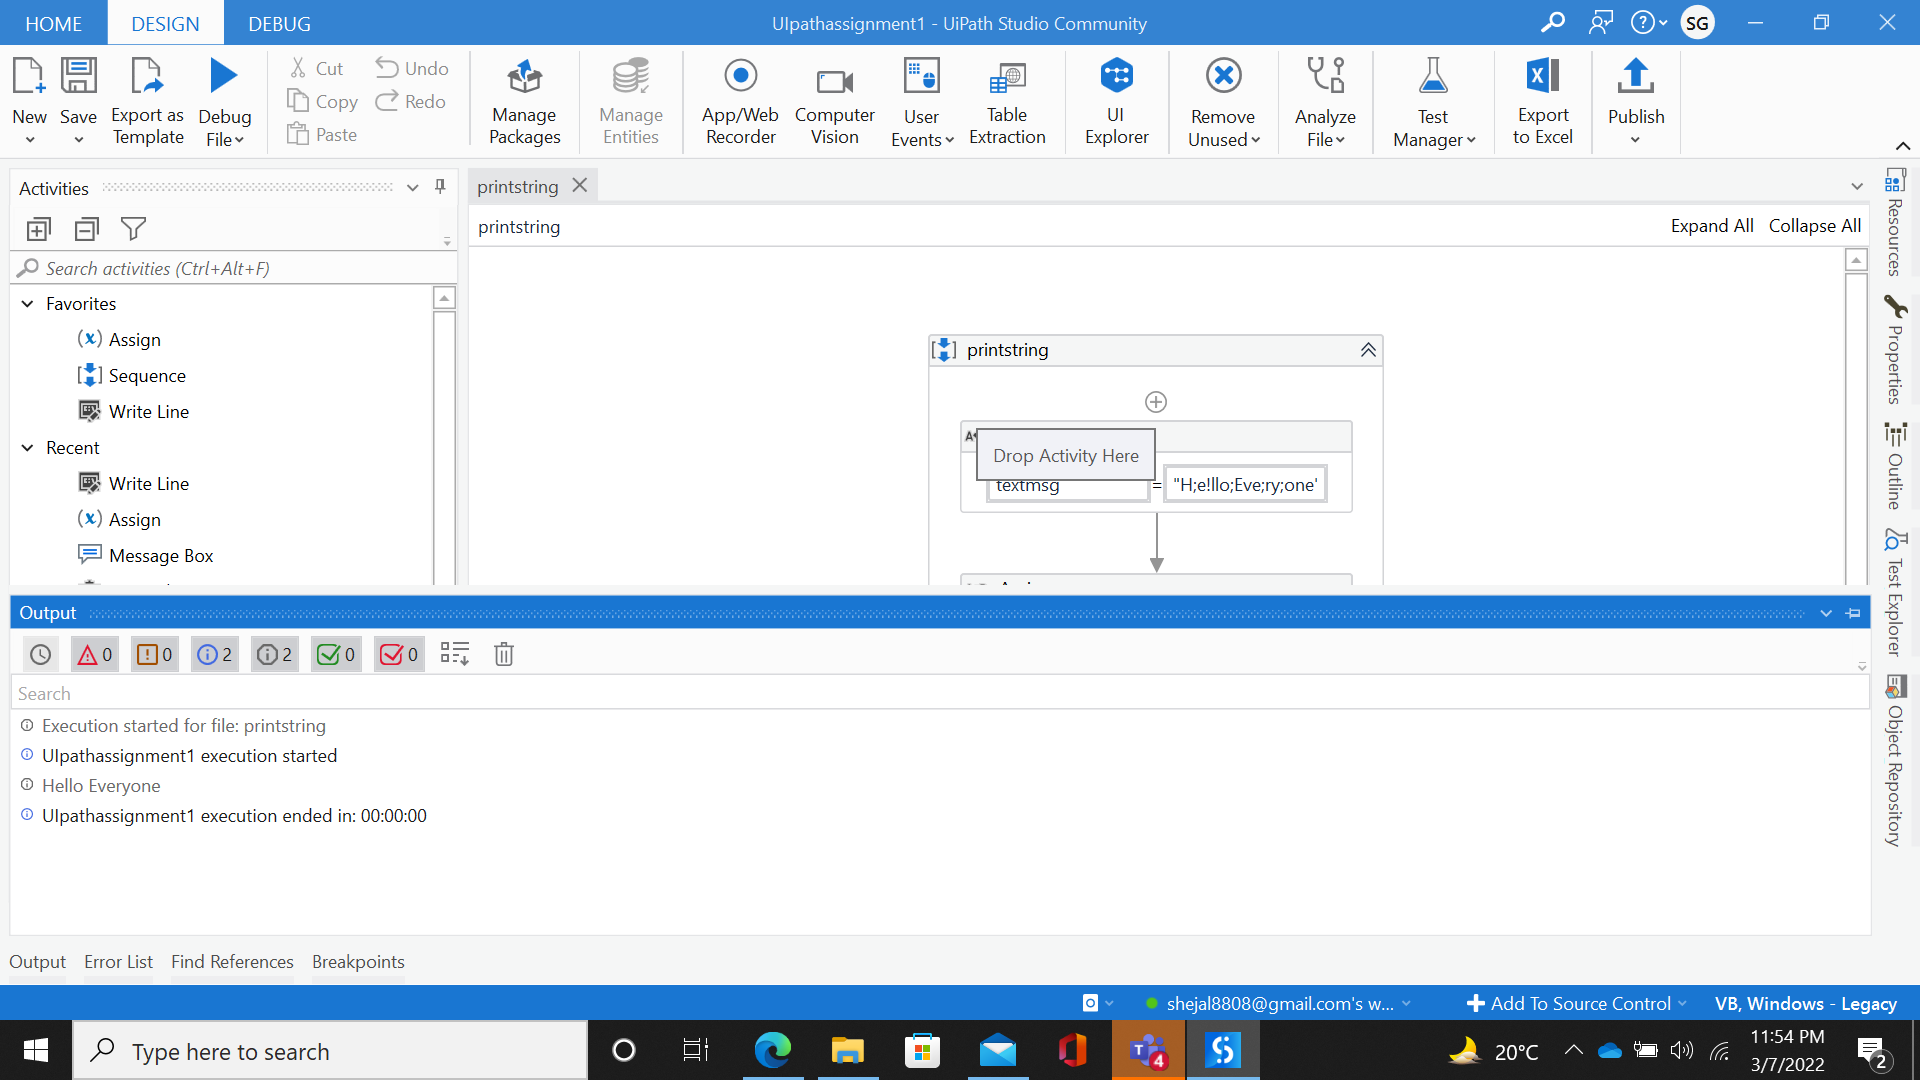 HOME DESIGN DEBUG UIpathassignment1 - UiPath Studio Community SG
New Save Export as Template Debug File Cut Copy Paste Undo Redo Manage Packages Manage Entities App/Web Recorder Computer Vision User Events Table Extraction UI Explorer Remove Unused Analyze File Test Manager Export to Excel Publish
Activities
Search activities (Ctrl+Alt+F)
Favorites
Assign
Sequence
Write Line
Recent
Write Line
Assign
Message Box
printstring
printstring Expand All Collapse All
printstring
Drop Activity Here
textmsg = "H;e!llo;Eve;ry;one'
Resources
Properties
Outline
Test Explorer
Object Repository
Output
0 0 2 2 0 0
Search
Execution started for file: printstring
UIpathassignment1 execution started
Hello Everyone
UIpathassignment1 execution ended in: 00:00:00
Output Error List Find References Breakpoints
shejal8808@gmail.com's w... Add To Source Control VB, Windows - Legacy
Type here to search
4
20°C
11:54 PM
3/7/2022
2